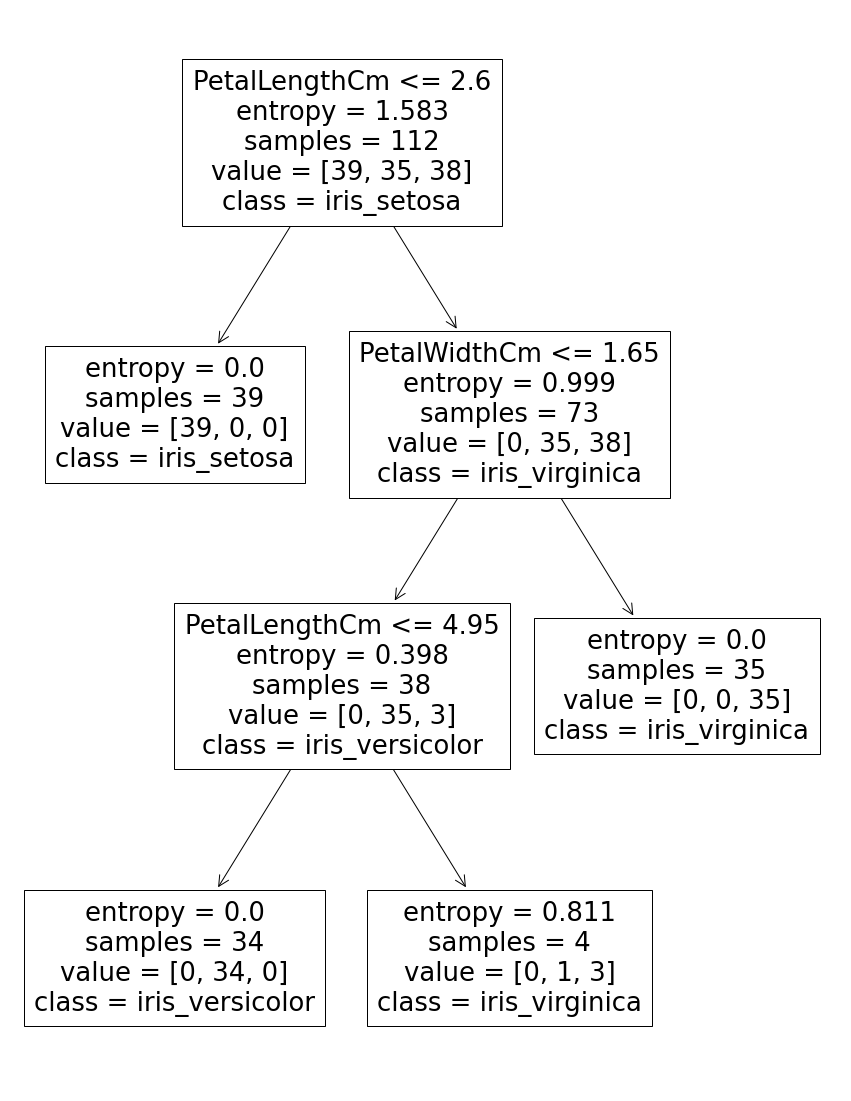 PetalLengthCm <= 2.6
entropy = 1.583
samples = 112
value = [39, 35, 38]
class = iris_setosa
entropy = 0.0
samples = 39
value = [39, 0, 0]
class = iris_setosa
PetalWidthCm <= 1.65
entropy = 0.999
samples = 73
value = [0, 35, 38]
class = iris_virginica
PetalLengthCm <= 4.95
entropy = 0.398
samples = 38
value = [0, 35, 3]
class = iris_versicolor
entropy = 0.0
samples = 35
value = [0, 0, 35]
class = iris_virginica
entropy = 0.0
samples = 34
value = [0, 34, 0]
class = iris_versicolor
entropy = 0.811
samples = 4
value = [0, 1, 3]
class = iris_virginica